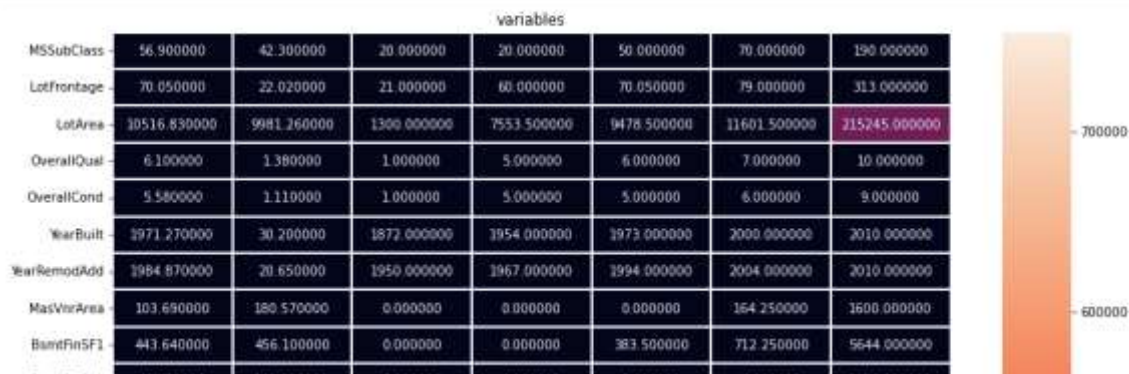 variables
MSSubClass 56.900000 42.300000 20.000000 20.000000 50.000000 70.000000 190.000000
LotFrontage 70.050000 22.020000 21.000000 60.000000 70.050000 79.000000 313.000000
LotArea 10516.830000 9981.260000 1300.000000 7553.500000 9478.500000 11601.500000 215245.000000
700000
OverallQual 6.100000 1.380000 1.000000 5.000000 6.000000 7.000000 10.000000
OverallCond 5.580000 1.110000 1.000000 5.000000 5.000000 6.000000 9.000000
YearBuilt 1971.270000 30.200000 1872.000000 1954.000000 1973.000000 2000.000000 2010.000000
YearRemodAdd 1984.870000 20.650000 1950.000000 1967.000000 1994.000000 2004.000000 2010.000000
MasVnrArea 103.690000 180.570000 0.000000 0.000000 0.000000 164.250000 1600.000000
600000
BsmtFinSF1 443.640000 456.100000 0.000000 0.000000 383.500000 712.250000 5644.000000